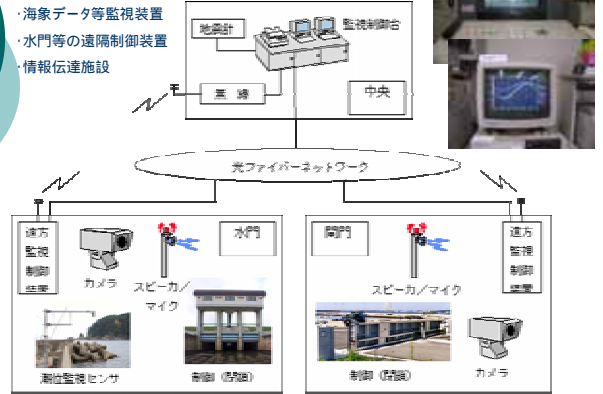 ･海象データ等監視装置
･水門等の遠隔制御装置
･情報伝達施設
地震計
監視制御台
無線
中央
光ファイバーネットワーク
遠方
監視
制御
装置
カメラ
スピーカ／
マイク
水門
潮位監視センサ
制御（閉鎖）
閘門
スピーカ／マイク
遠方
監視
制御
装置
制御（閉鎖）
カメラ